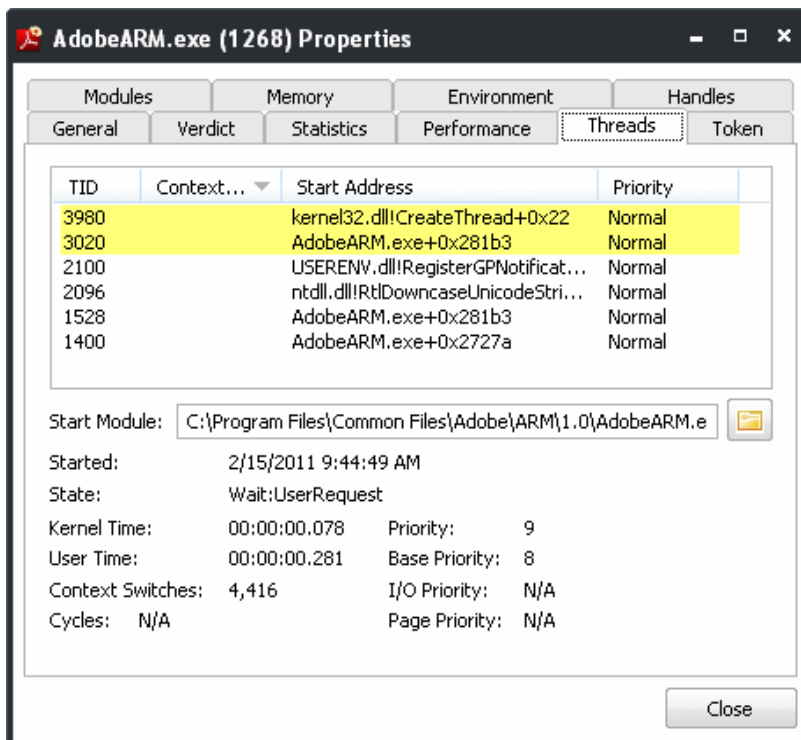 AdobeARM.exe (1268) Properties
Modules Memory Environment Handles
General Verdict Statistics Performance Threads Token
TID Context... Start Address Priority
3980 kernel32.dll!CreateThread+0x22 Normal
3020 AdobeARM.exe+0x281b3 Normal
2100 USERENV.dll!RegisterGPNotificat... Normal
2096 ntdll.dll!RtlDowncaseUnicodeStri... Normal
1528 AdobeARM.exe+0x281b3 Normal
1400 AdobeARM.exe+0x2727a Normal
Start Module: C:\Program Files\Common Files\Adobe\ARM\1.0\AdobeARM.e
Started: 2/15/2011 9:44:49 AM
State: Wait:UserRequest
Kernel Time: 00:00:00.078 Priority: 9
User Time: 00:00:00.281 Base Priority: 8
Context Switches: 4,416 I/O Priority: N/A
Cycles: N/A Page Priority: N/A
Close